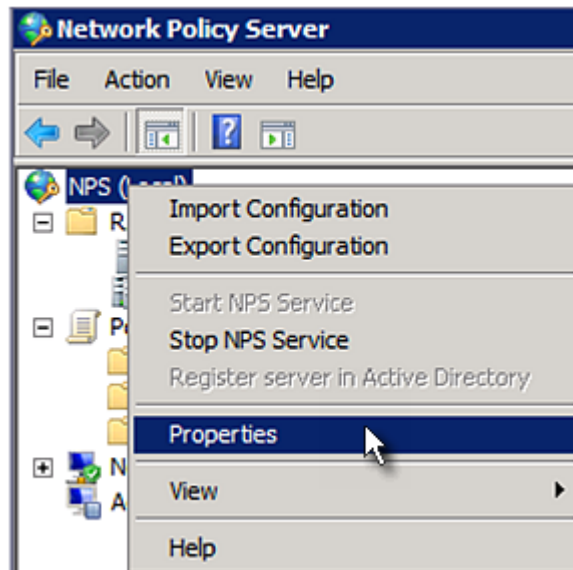 Network Policy Server
File Action View Help
NPS (Local)
Import Configuration
Export Configuration
R
Start NPS Service
Stop NPS Service
Po
Register server in Active Directory
Properties
N
View
A
Help